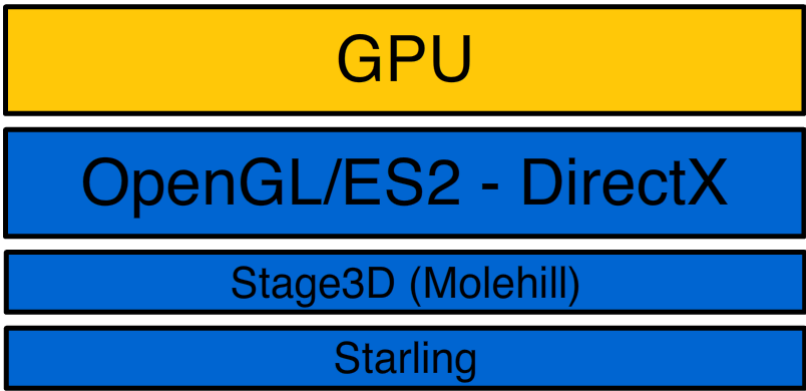 GPU
OpenGL/ES2 - DirectX
Stage3D (Molehill)
Starling